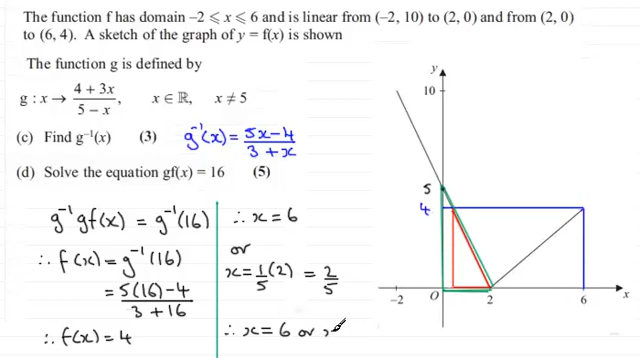 The function f has domain –2 ⩽ x ⩽ 6 and is linear from (–2, 10) to (2, 0) and from (2, 0)
to (6, 4). A sketch of the graph of y = f(x) is shown
The function g is defined by
g : x → (4 + 3x)/(5 – x), x ∈ ℝ, x ≠ 5
(c) Find g⁻¹(x) (3) g⁻¹(x) = (5x – 4)/(3 + x)
(d) Solve the equation gf(x) = 16 (5)
g⁻¹gf(x) = g⁻¹(16)
∴ f(x) = g⁻¹(16)
= (5(16) – 4)/(3 + 16)
∴ f(x) = 4
∴ x = 6
or
x = 1/5 (2) = 2/5
∴ x = 6 or x
y
10
5
4
–2 O 2 6 x